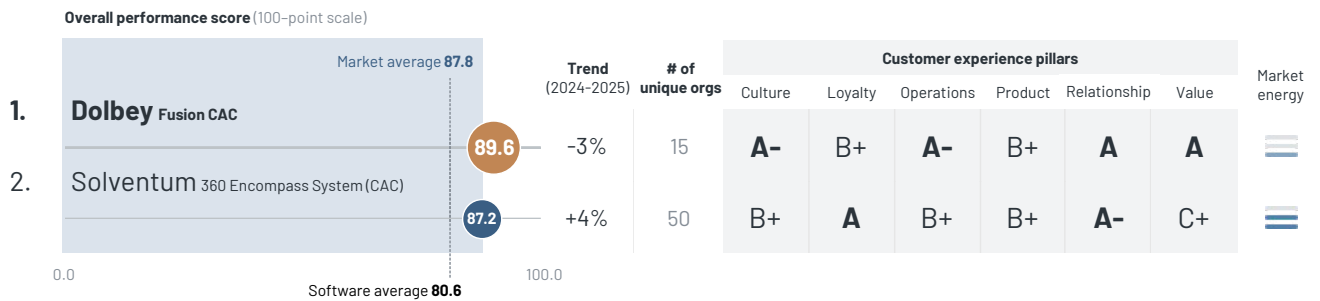 Overall performance score (100-point scale)
Market average 87.8
Trend
(2024-2025)
# of
unique orgs
Customer experience pillars
Culture Loyalty Operations Product Relationship Value
Market
energy
1. Dolbey Fusion CAC
89.6 -3% 15 A- B+ A- B+ A A
2. Solventum 360 Encompass System (CAC)
87.2 +4% 50 B+ A B+ B+ A- C+
0.0 100.0
Software average 80.6